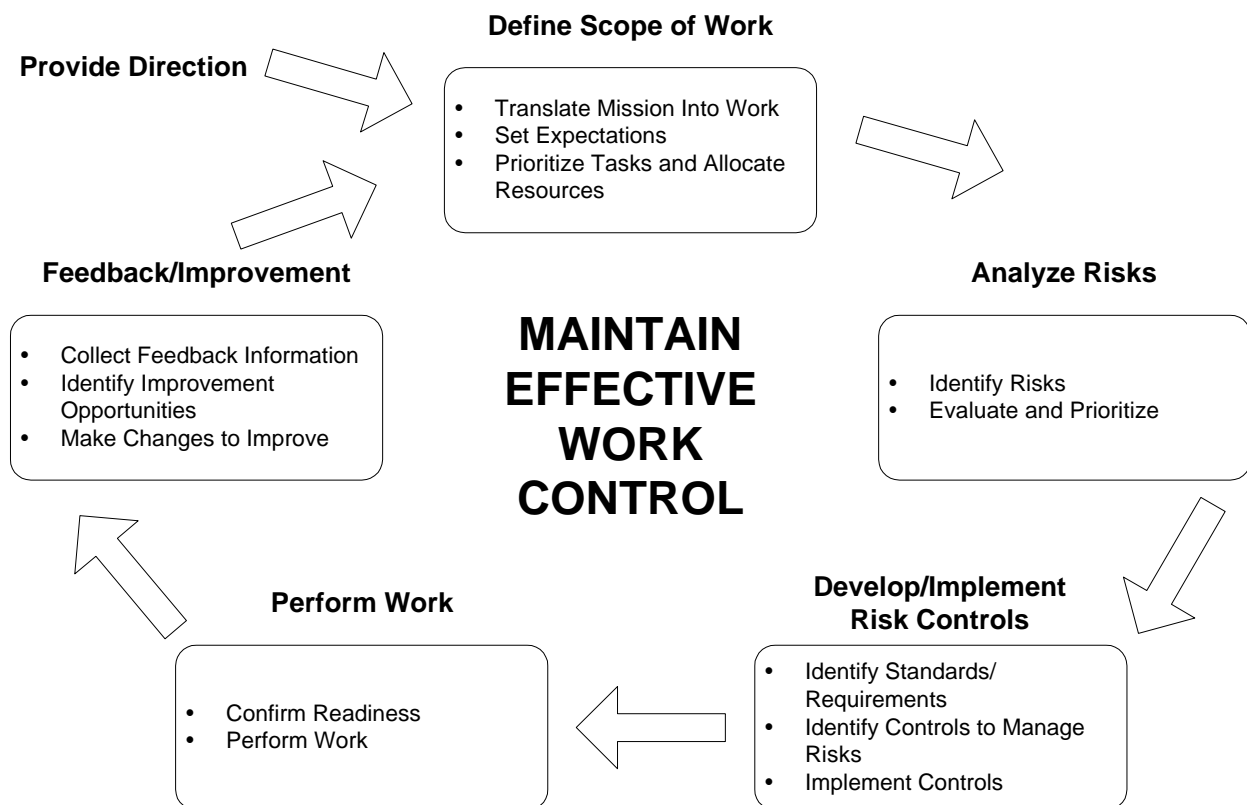 Define Scope of Work
Provide Direction
• Translate Mission Into Work
• Set Expectations
• Prioritize Tasks and Allocate
Resources
Feedback/Improvement
• Collect Feedback Information
• Identify Improvement
Opportunities
• Make Changes to Improve
MAINTAIN
EFFECTIVE
WORK
CONTROL
Analyze Risks
• Identify Risks
• Evaluate and Prioritize
Perform Work
• Confirm Readiness
• Perform Work
Develop/Implement
Risk Controls
• Identify Standards/
Requirements
• Identify Controls to Manage
Risks
• Implement Controls